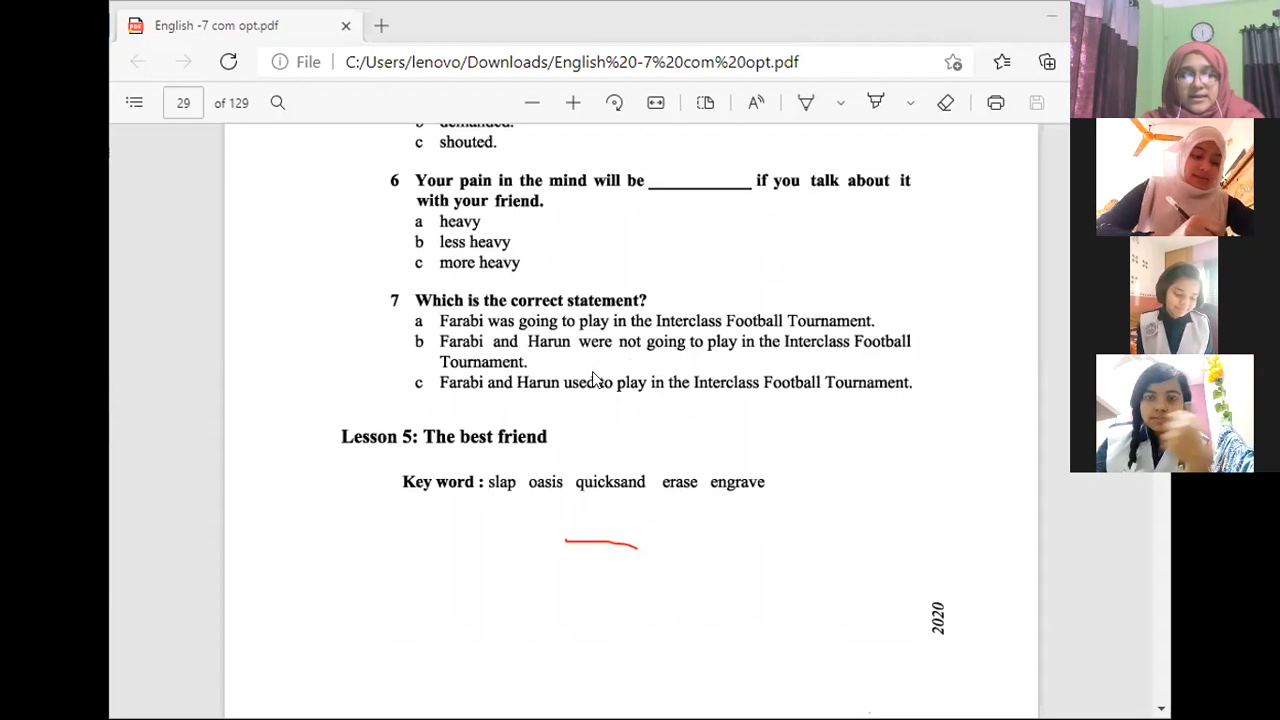 English -7 com opt.pdf
File C:/Users/lenovo/Downloads/English%20-7%20com%20opt.pdf
29 of 129
b demanded.
c shouted.
6 Your pain in the mind will be ___________ if you talk about it
with your friend.
a heavy
b less heavy
c more heavy
7 Which is the correct statement?
a Farabi was going to play in the Interclass Football Tournament.
b Farabi and Harun were not going to play in the Interclass Football
Tournament.
c Farabi and Harun used to play in the Interclass Football Tournament.
Lesson 5: The best friend
Key word : slap oasis quicksand erase engrave
2020